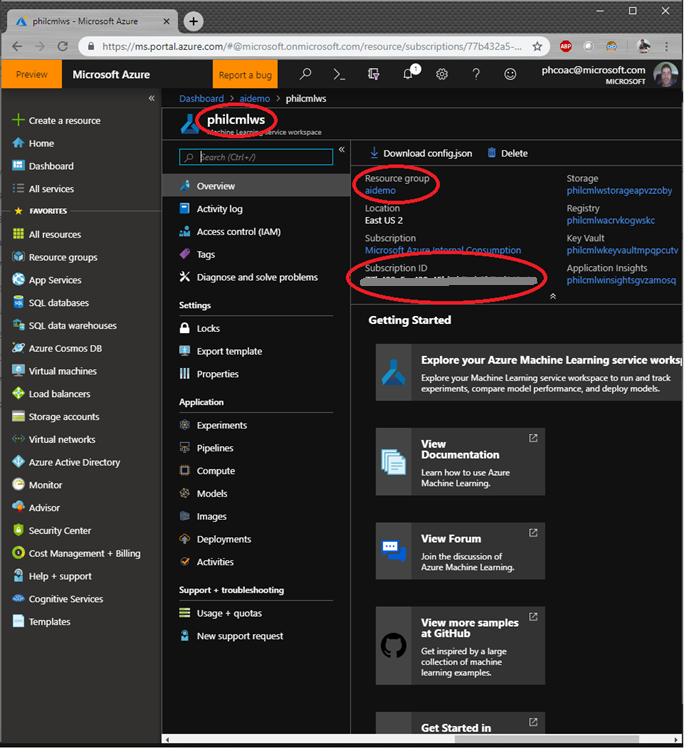 philcmlws - Microsoft Azure
https://ms.portal.azure.com/#@microsoft.onmicrosoft.com/resource/subscriptions/77b432a5-...
ABP
Preview
Microsoft Azure
Report a bug
1
phcoac@microsoft.com
MICROSOFT
Create a resource
Home
Dashboard
All services
FAVORITES
All resources
Resource groups
App Services
SQL databases
SQL data warehouses
Azure Cosmos DB
Virtual machines
Load balancers
Storage accounts
Virtual networks
Azure Active Directory
Monitor
Advisor
Security Center
Cost Management + Billing
Help + support
Cognitive Services
Templates
Dashboard > aidemo > philcmlws
philcmlws
Machine Learning service workspace
Search (Ctrl+/)
Overview
Activity log
Access control (IAM)
Tags
Diagnose and solve problems
Settings
Locks
Export template
Properties
Application
Experiments
Pipelines
Compute
Models
Images
Deployments
Activities
Support + troubleshooting
Usage + quotas
New support request
Download config.json
Delete
Resource group
aidemo
Location
East US 2
Subscription
Microsoft Azure Internal Consumption
Subscription ID
Storage
philcmlwstorageapvzzoby
Registry
philcmlwacrvkogwskc
Key Vault
philcmlwkeyvaultmpqpcutv
Application Insights
philcmlwinsightsgvzamosq
Getting Started
Explore your Azure Machine Learning service worksp
Explore your Azure Machine Learning service workspace to run and track
experiments, compare model performance, and deploy models.
View
Documentation
Learn how to use Azure
Machine Learning.
View Forum
Join the discussion of
Azure Machine Learning.
View more samples
at GitHub
Get inspired by a large
collection of machine
learning examples.
Get Started in